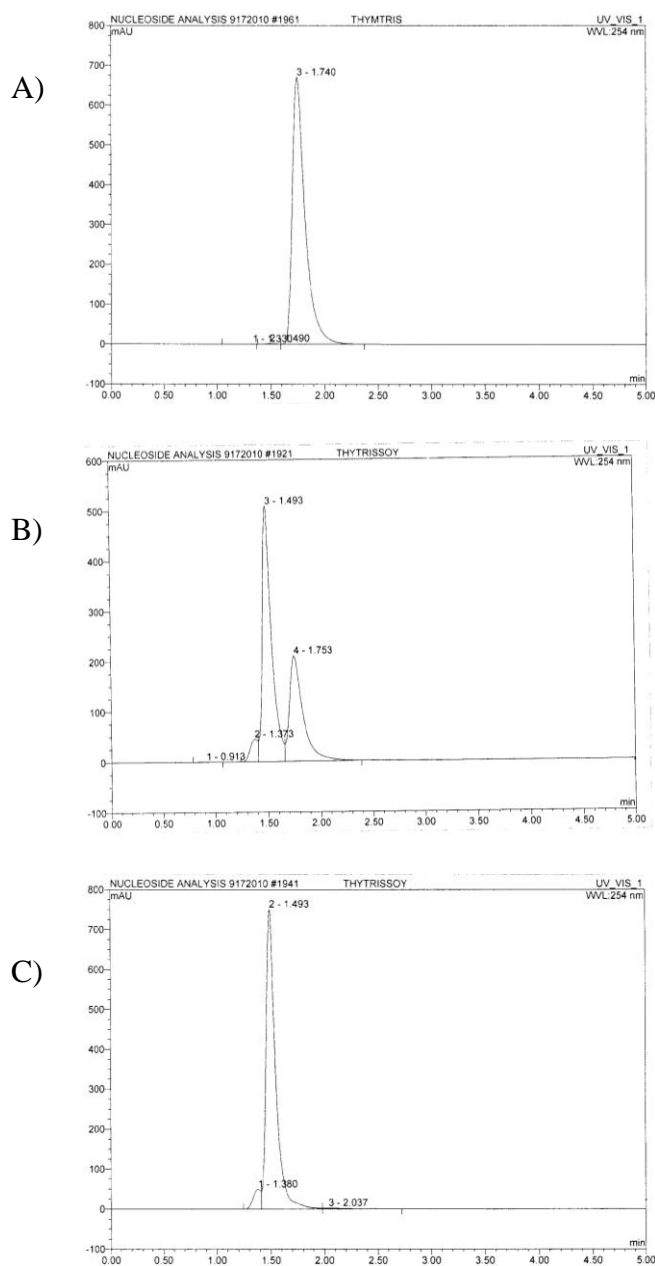 A)
NUCLEOSIDE ANALYSIS 9172010 #1961 THYMTRIS UV_VIS_1
mAU WVL:254 nm
800
700
600
500
400
300
200
100
0
-100
3 - 1.740
min
0.00 0.50 1.00 1.50 2.00 2.50 3.00 3.50 4.00 4.50 5.00
B)
NUCLEOSIDE ANALYSIS 9172010 #1921 THYTRISSOY UV_VIS_1
mAU WVL:254 nm
600
500
400
300
200
100
0
-100
3 - 1.493
4 - 1.753
2 - 1.373
1 - 0.913
min
0.00 0.50 1.00 1.50 2.00 2.50 3.00 3.50 4.00 4.50 5.00
C)
NUCLEOSIDE ANALYSIS 9172010 #1941 THYTRISSOY UV_VIS_1
mAU WVL:254 nm
800
700
600
500
400
300
200
100
0
-100
2 - 1.493
1 - 1.380
3 - 2.037
min
0.00 0.50 1.00 1.50 2.00 2.50 3.00 3.50 4.00 4.50 5.00